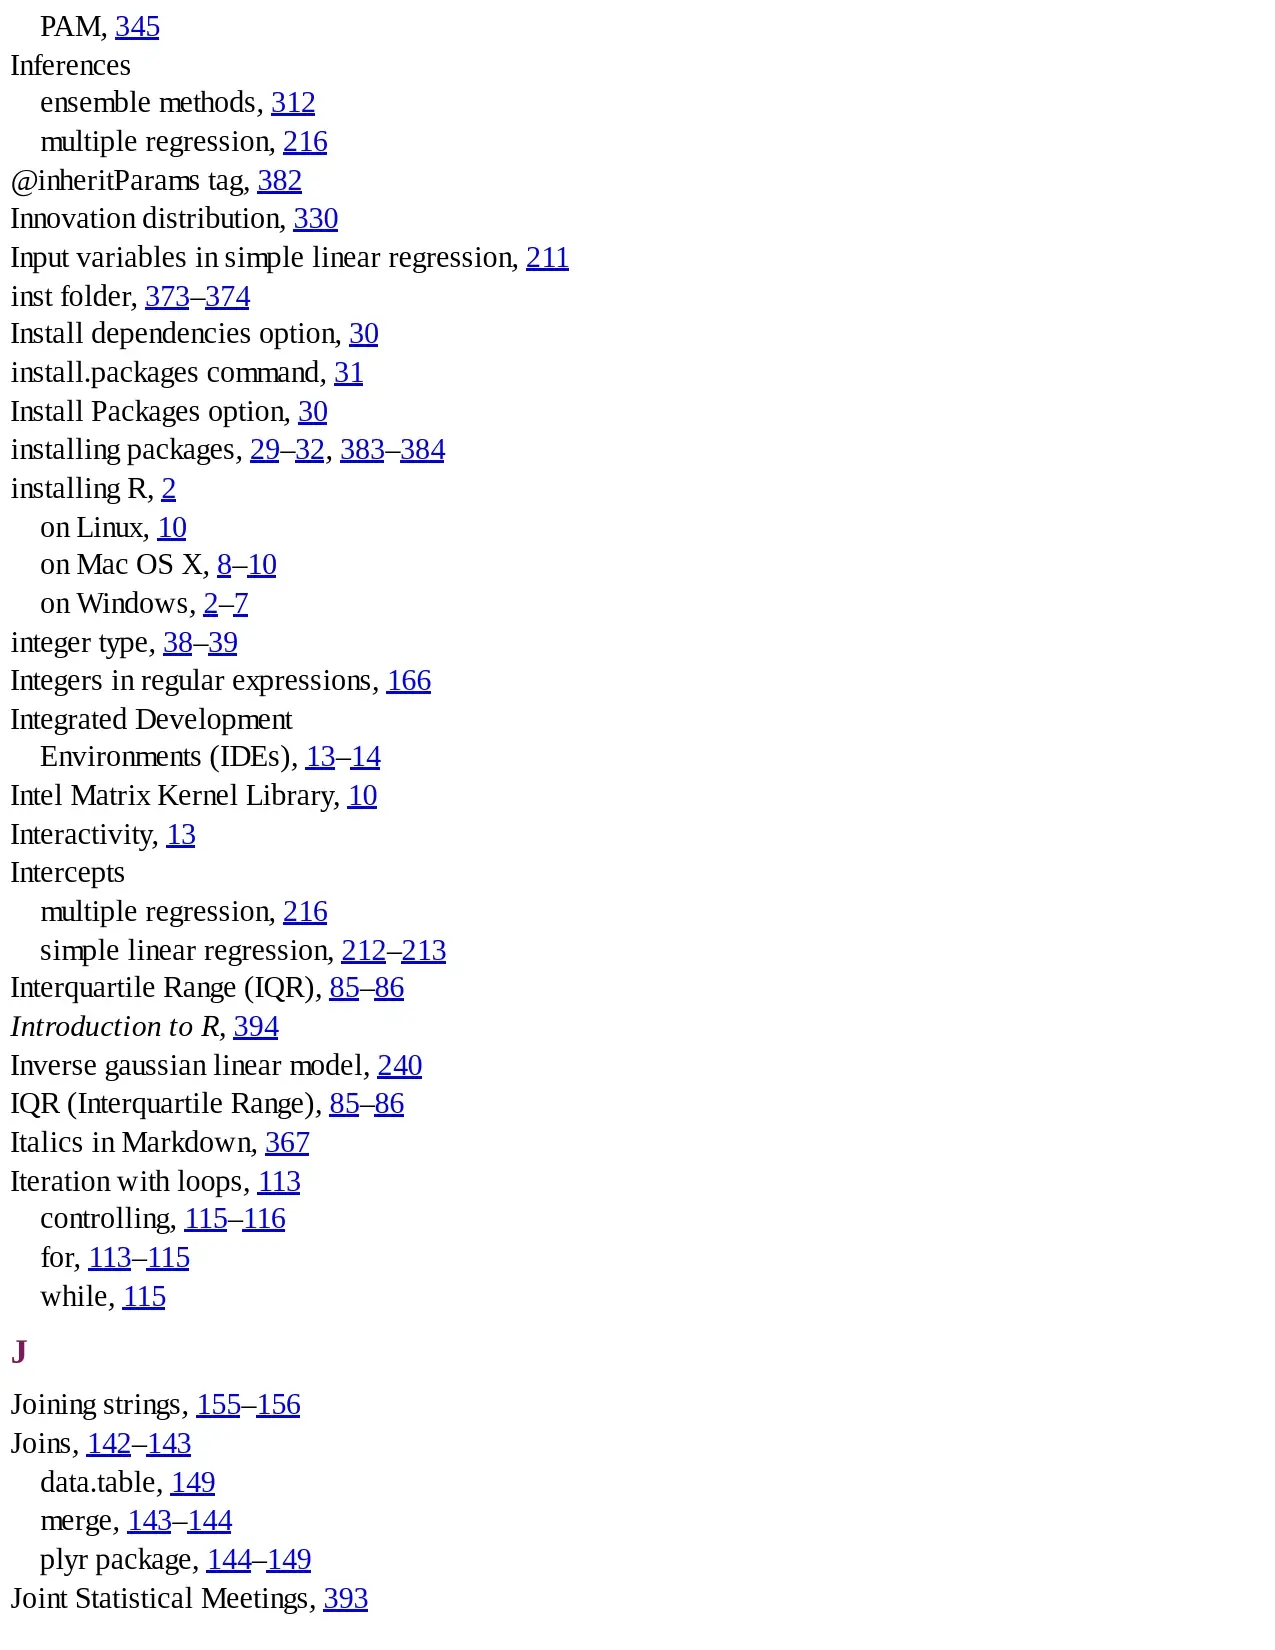 PAM, 345
Inferences
ensemble methods, 312
multiple regression, 216
@inheritParams tag, 382
Innovation distribution, 330
Input variables in simple linear regression, 211
inst folder, 373–374
Install dependencies option, 30
install.packages command, 31
Install Packages option, 30
installing packages, 29–32, 383–384
installing R, 2
on Linux, 10
on Mac OS X, 8–10
on Windows, 2–7
integer type, 38–39
Integers in regular expressions, 166
Integrated Development
Environments (IDEs), 13–14
Intel Matrix Kernel Library, 10
Interactivity, 13
Intercepts
multiple regression, 216
simple linear regression, 212–213
Interquartile Range (IQR), 85–86
Introduction to R, 394
Inverse gaussian linear model, 240
IQR (Interquartile Range), 85–86
Italics in Markdown, 367
Iteration with loops, 113
controlling, 115–116
for, 113–115
while, 115
J
Joining strings, 155–156
Joins, 142–143
data.table, 149
merge, 143–144
plyr package, 144–149
Joint Statistical Meetings, 393